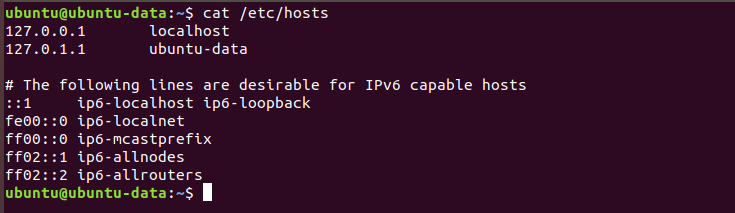 ubuntu@ubuntu-data:~$ cat /etc/hosts
127.0.0.1       localhost
127.0.1.1       ubuntu-data
# The following lines are desirable for IPv6 capable hosts
::1     ip6-localhost ip6-loopback
fe00::0 ip6-localnet
ff00::0 ip6-mcastprefix
ff02::1 ip6-allnodes
ff02::2 ip6-allrouters
ubuntu@ubuntu-data:~$